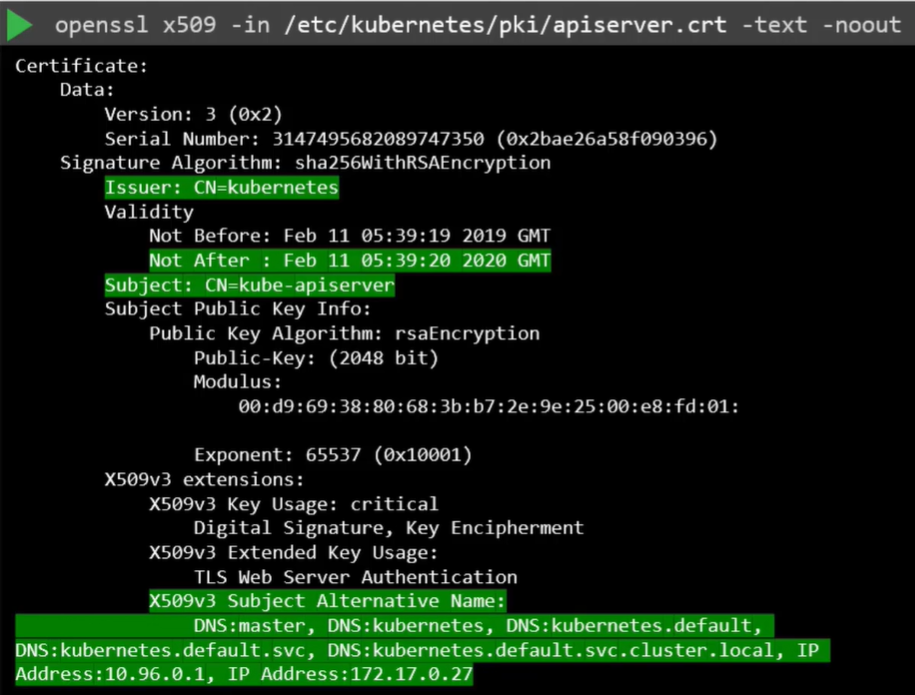 openssl x509 -in /etc/kubernetes/pki/apiserver.crt -text -noout
Certificate:
Data:
Version: 3 (0x2)
Serial Number: 3147495682089747350 (0x2bae26a58f090396)
Signature Algorithm: sha256WithRSAEncryption
Issuer: CN=kubernetes
Validity
Not Before: Feb 11 05:39:19 2019 GMT
Not After : Feb 11 05:39:20 2020 GMT
Subject: CN=kube-apiserver
Subject Public Key Info:
Public Key Algorithm: rsaEncryption
Public-Key: (2048 bit)
Modulus:
00:d9:69:38:80:68:3b:b7:2e:9e:25:00:e8:fd:01:
Exponent: 65537 (0x10001)
X509v3 extensions:
X509v3 Key Usage: critical
Digital Signature, Key Encipherment
X509v3 Extended Key Usage:
TLS Web Server Authentication
X509v3 Subject Alternative Name:
DNS:master, DNS:kubernetes, DNS:kubernetes.default,
DNS:kubernetes.default.svc, DNS:kubernetes.default.svc.cluster.local, IP
Address:10.96.0.1, IP Address:172.17.0.27